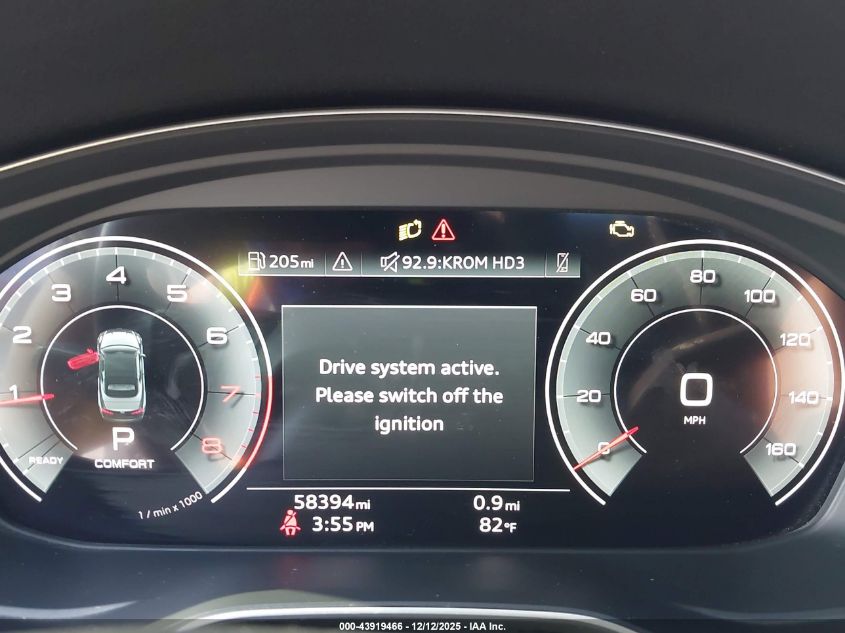 205mi
92.9:KROM HD3
1 2 3 4 5 6 7 8
READY
P
COMFORT
1 / min x 1000
Drive system active.
Please switch off the
ignition
0 20 40 60 80 100 120 140 160
0
MPH
58394mi
0.9mi
3:55PM
82°F
000-43919466 - 12/12/2025 - IAA Inc.